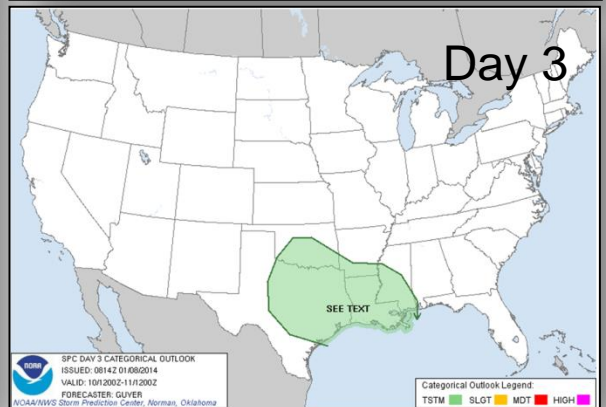 Day 3
SEE TEXT
NOAA
SPC DAY 3 CATEGORICAL OUTLOOK
ISSUED: 0814Z 01/08/2014
VALID: 10/1200Z-11/1200Z
FORECASTER: GUYER
NOAA/NWS Storm Prediction Center, Norman, Oklahoma
Categorical Outlook Legend:
TSTM SLGT MDT HIGH